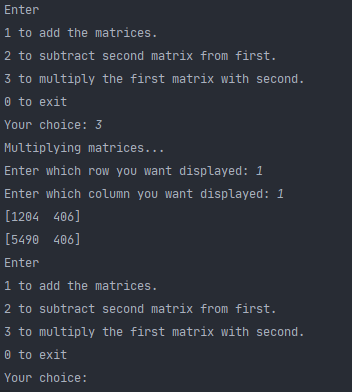 Enter
1 to add the matrices.
2 to subtract second matrix from first.
3 to multiply the first matrix with second.
0 to exit
Your choice: 3
Multiplying matrices...
Enter which row you want displayed: 1
Enter which column you want displayed: 1
[1204  406]
[5490  406]
Enter
1 to add the matrices.
2 to subtract second matrix from first.
3 to multiply the first matrix with second.
0 to exit
Your choice: